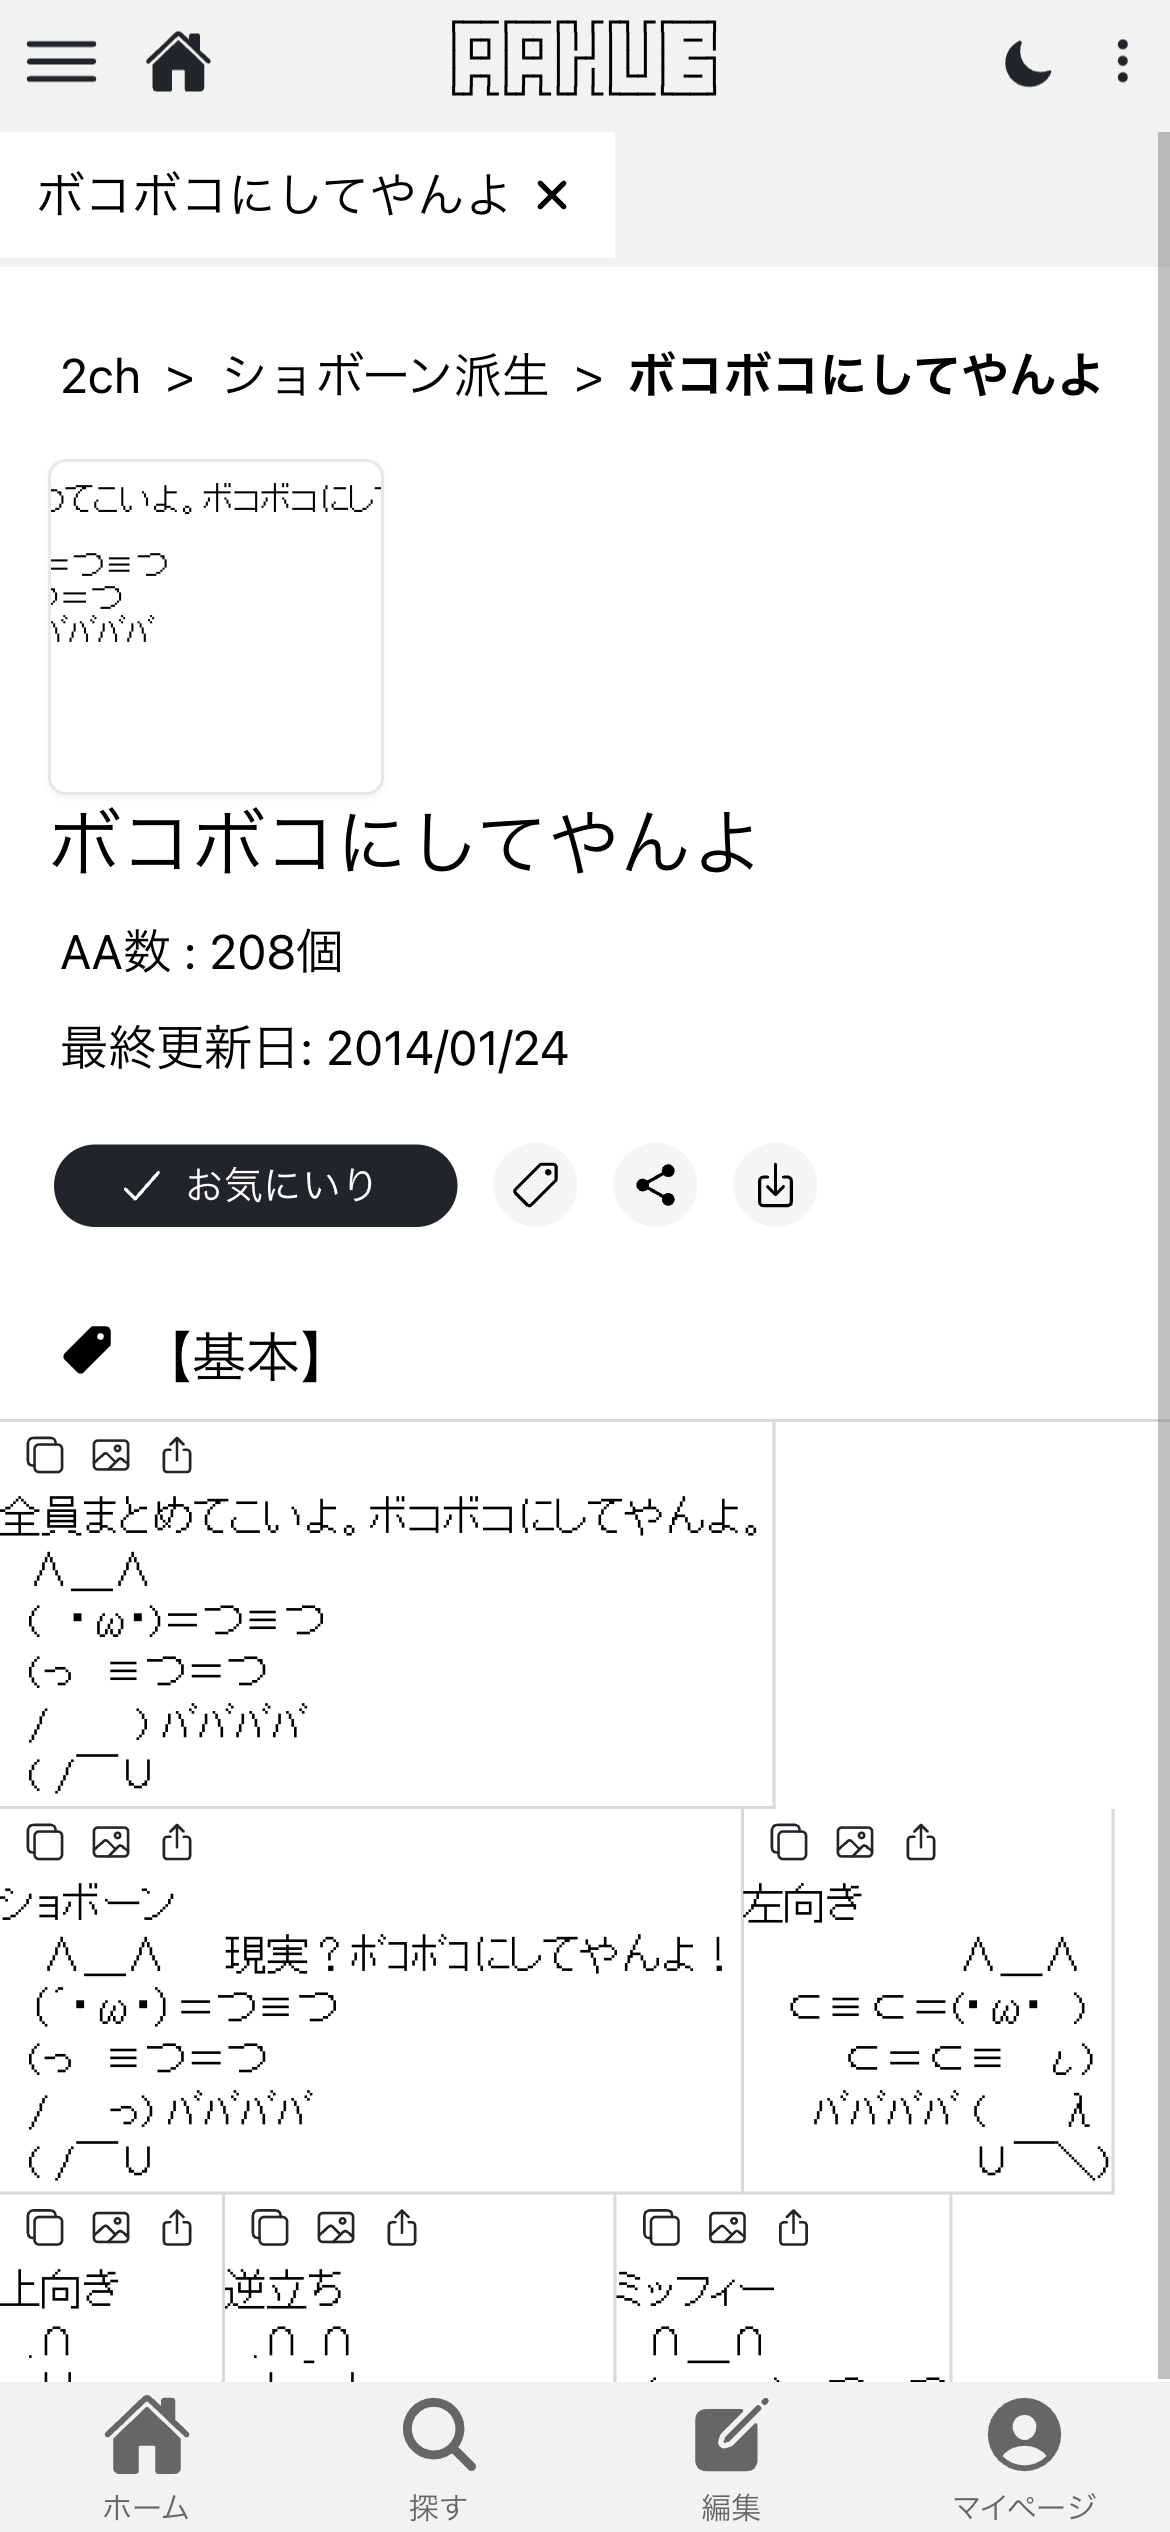 AAHUB
ボコボコにしてやんよ ×
2ch > ショボーン派生 > ボコボコにしてやんよ
めてこいよ。ボコボコにして
=つ≡つ
つ=つ
ババババ
ボコボコにしてやんよ
AA数 : 208個
最終更新日: 2014/01/24
お気にいり
【基本】
全員まとめてこいよ。ボコボコにしてやんよ。
∧＿∧
( ・ω・)＝つ≡つ
(っ ≡つ＝つ
/ ) ババババ
( /￣∪
ショボーン
∧＿∧ 現実？ボコボコにしてやんよ！
(´・ω・)＝つ≡つ
(っ ≡つ＝つ
/ っ) ババババ
( /￣∪
左向き
∧＿∧
⊂≡⊂＝(・ω・ )
⊂＝⊂≡ し)
ババババ ( λ
∪￣＼)
上向き
.∩
逆立ち
.∩_∩
ミッフィー
∩＿∩
ホーム
探す
編集
マイページ